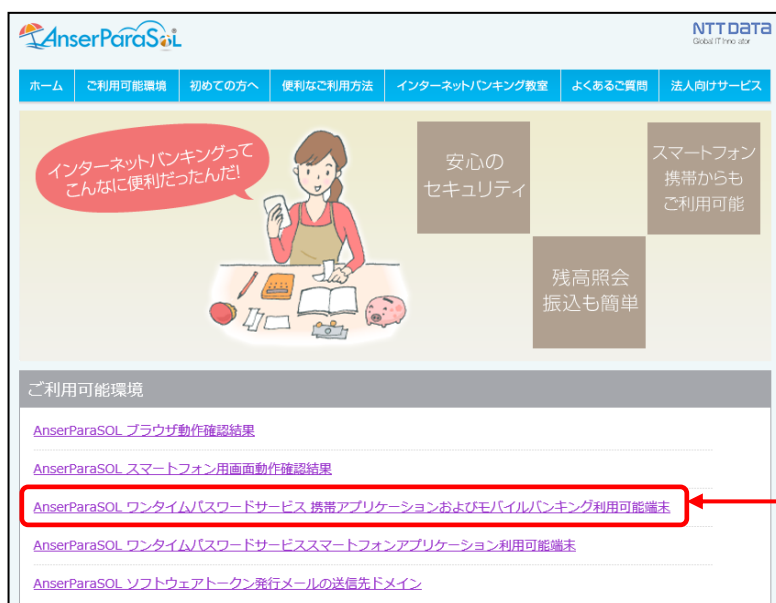 AnserParaSOL
NTT DATA
Global IT Innovator
ホーム ご利用可能環境 初めての方へ 便利なご利用方法 インターネットバンキング教室 よくあるご質問 法人向けサービス
インターネットバンキングって
こんなに便利だったんだ!
安心の
セキュリティ
スマートフォン
携帯からも
ご利用可能
残高照会
振込も簡単
ご利用可能環境
AnserParaSOL ブラウザ動作確認結果
AnserParaSOL スマートフォン用画面動作確認結果
AnserParaSOL ワンタイムパスワードサービス 携帯アプリケーションおよびモバイルバンキング利用可能端末
AnserParaSOL ワンタイムパスワードサービススマートフォンアプリケーション利用可能端末
AnserParaSOL ソフトウェアトークン発行メールの送信先ドメイン